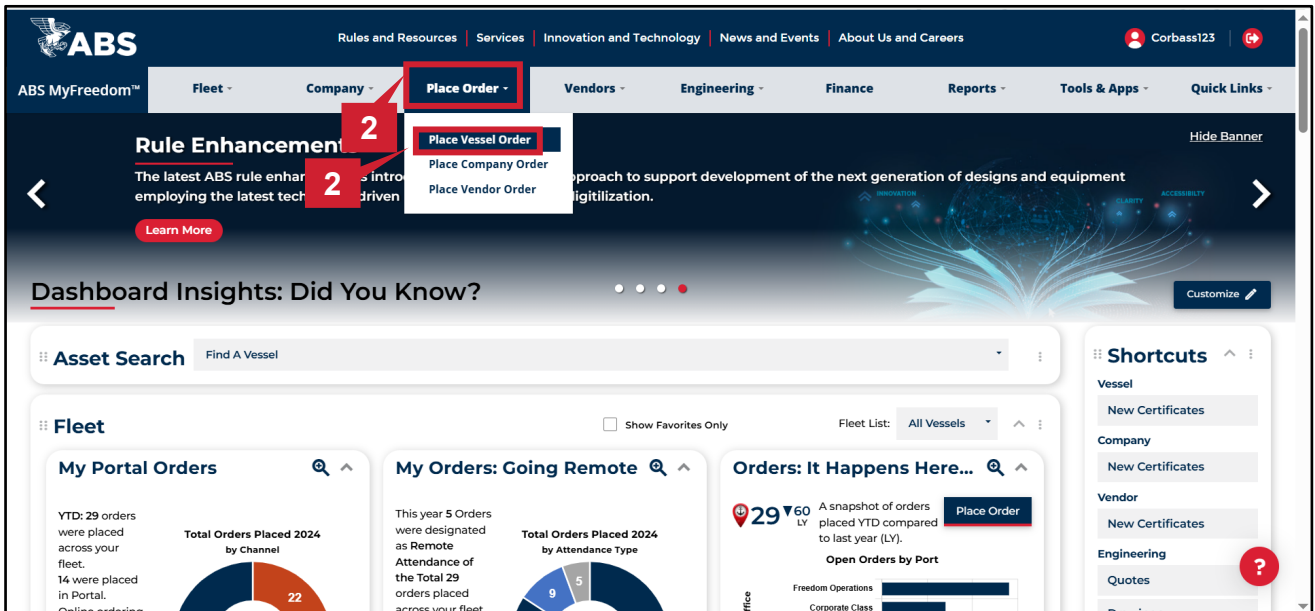 ABS
Rules and Resources | Services | Innovation and Technology | News and Events | About Us and Careers
Corbass123
ABS MyFreedom™
Fleet
Company
Place Order
Vendors
Engineering
Finance
Reports
Tools & Apps
Quick Links
2
2
Place Vessel Order
Place Company Order
Place Vendor Order
Hide Banner
Rule Enhancement
The latest ABS rule enhan s intro pproach to support development of the next generation of designs and equipment
employing the latest tech driven igitilization.
Learn More
INNOVATION
CLARITY
ACCESSIBILTY
Dashboard Insights: Did You Know?
Customize
Asset Search
Find A Vessel
Fleet
Show Favorites Only
Fleet List:
All Vessels
My Portal Orders
YTD: 29 orders
were placed
across your
fleet.
14 were placed
in Portal.
Online ordering
Total Orders Placed 2024
by Channel
22
My Orders: Going Remote
This year 5 Orders
were designated
as Remote
Attendance of
the Total 29
orders placed
across your fleet
Total Orders Placed 2024
by Attendance Type
9
5
Orders: It Happens Here...
29
▼60
LY
A snapshot of orders
placed YTD compared
to last year (LY).
Place Order
Open Orders by Port
Freedom Operations
Corporate Class
Shortcuts
Vessel
New Certificates
Company
New Certificates
Vendor
New Certificates
Engineering
Quotes
?